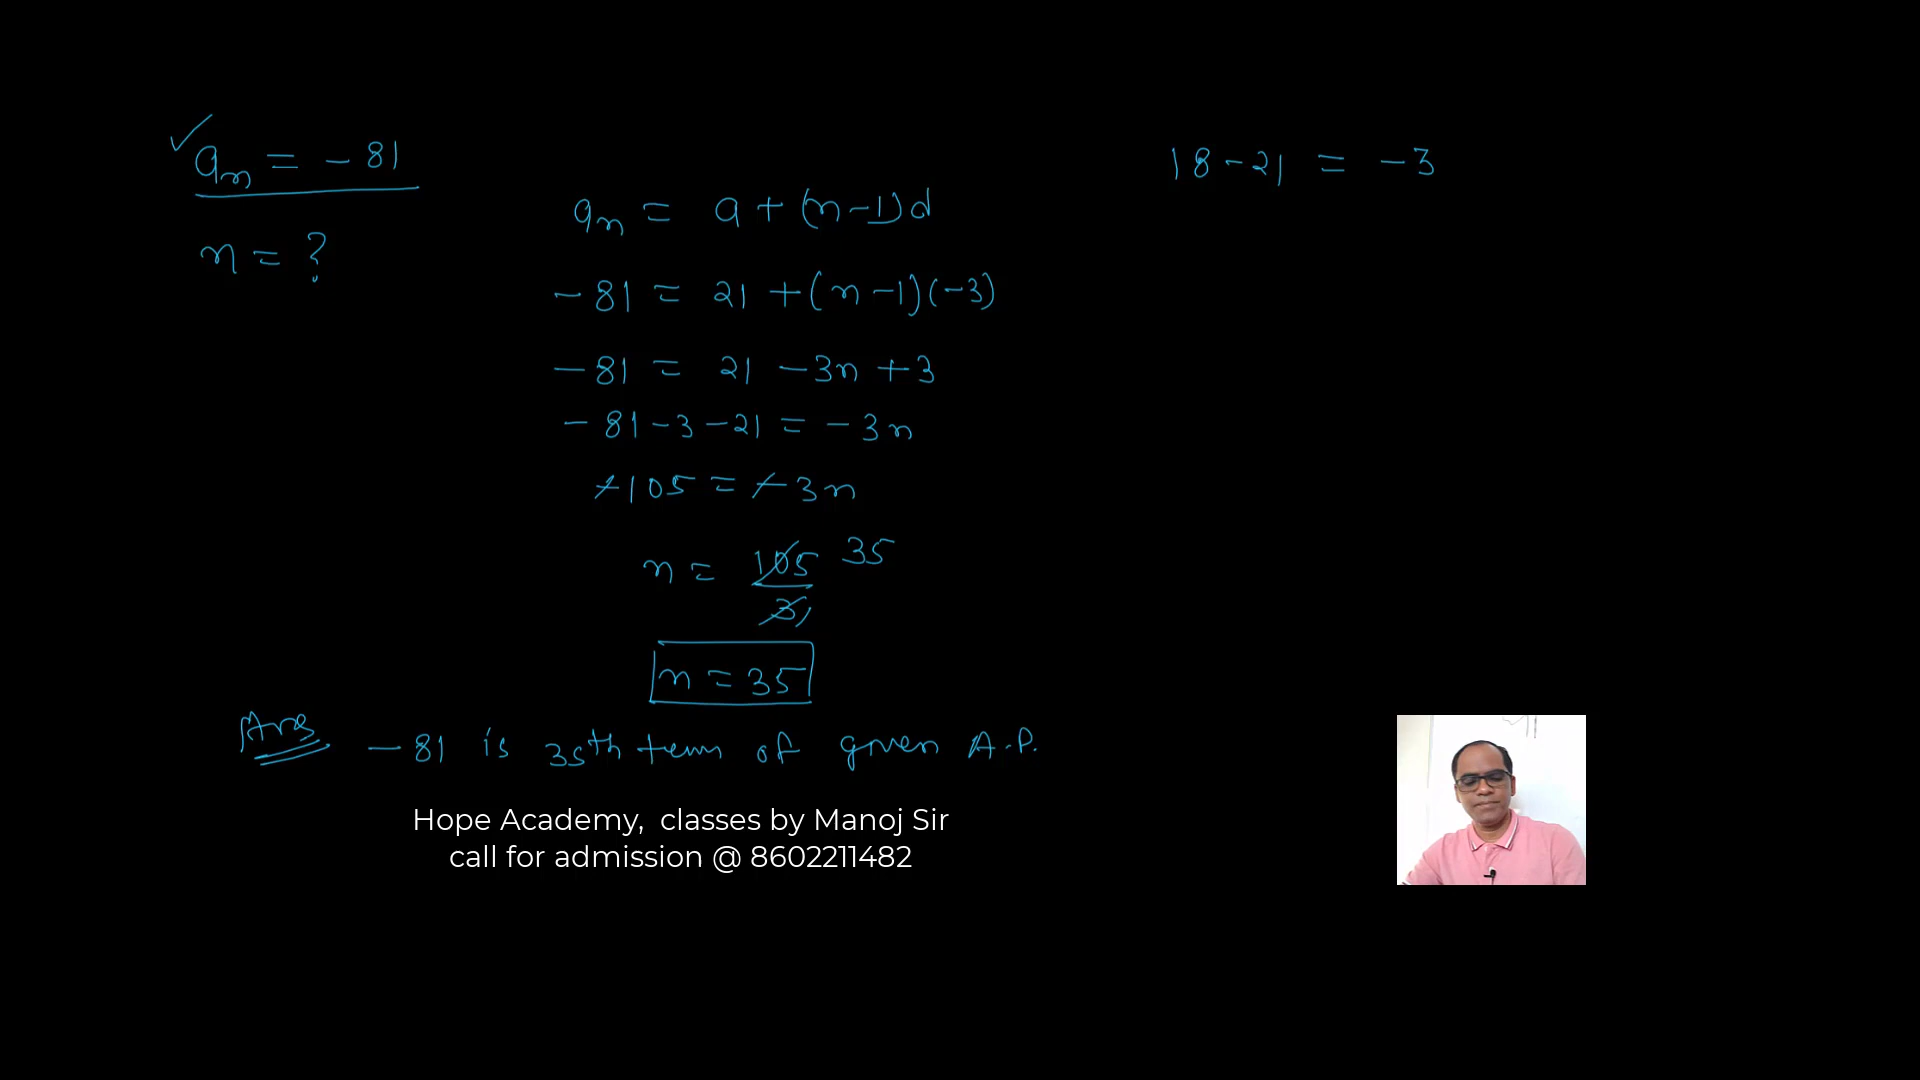 aₙ = - 81
n = ?
18 - 21 = - 3
aₙ = a + (n - 1)d
- 81 = 21 + (n - 1)(-3)
- 81 = 21 - 3n + 3
- 81 - 3 - 21 = - 3n
-105 = -3n
n = 105/3 35
n = 35
Ans - 81 is 35th term of given A.P.
Hope Academy, classes by Manoj Sir
call for admission @ 8602211482